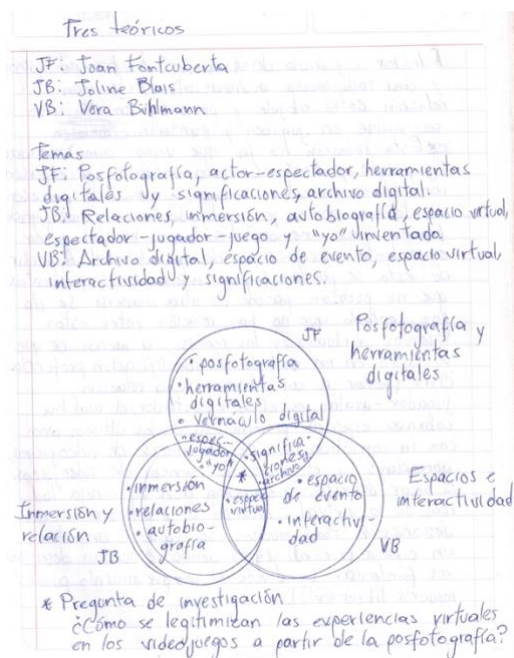 Tres teóricos
JF: Joan Fontcuberta
JB: Joline Blais
VB: Vera Bühlmann
Temás
JF: Posfotografía, actor-espectador, herramientas
digitales y significaciones, archivo digital.
JB: Relaciones, inmersión, autobiografía, espacio virtual,
espectador-jugador-juego y "yo" inventado
VB: Archivo digital, espacio de evento, espacio virtual,
interactividad y significaciones.
JF
Posfotografía y
herramientas
digitales
• posfotografía
• herramientas
digitales
• vernáculo digital
• espec-
jugador
• "yo"
• significa-
ciones y
archivo
*
• espacio
virtual
• inmersión
• relaciones
• autobio-
grafía
• espacio
de evento
• interactivi-
dad
Inmersión y
relación
JB
Espacios e
interactividad
VB
* Pregunta de investigación
¿Cómo se legitimizan las experiencias virtuales
en los videojuegos a partir de la posfotografía?